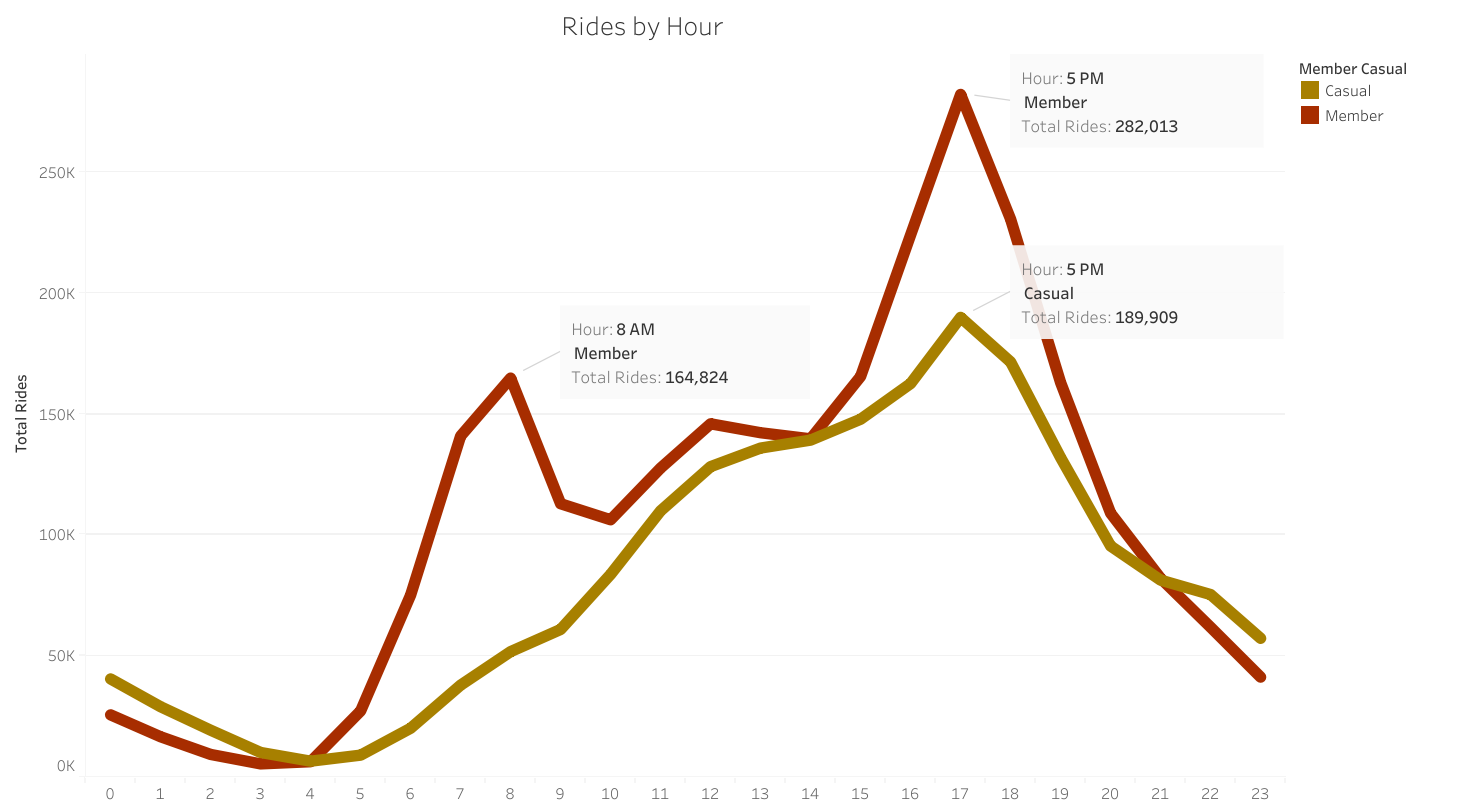 Rides by Hour
Hour: 5 PM
Member
Total Rides: 282,013
Member Casual
Casual
Member
250K
Hour: 5 PM
Casual
Total Rides: 189,909
200K
Hour: 8 AM
Member
Total Rides: 164,824
150K
Total Rides
100K
50K
0K
0 1 2 3 4 5 6 7 8 9 10 11 12 13 14 15 16 17 18 19 20 21 22 23